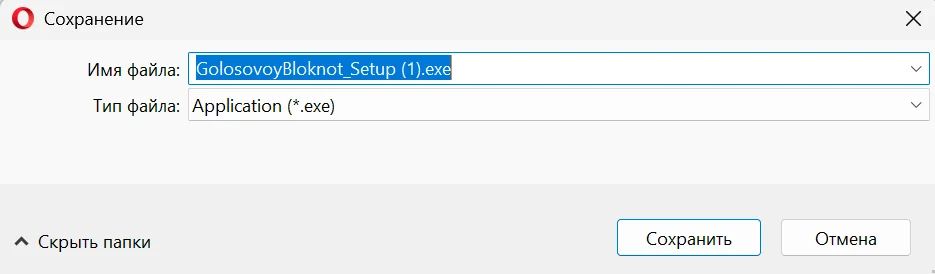 Сохранение
Имя файла: GolosovoyBloknot_Setup (1).exe
Тип файла: Application (*.exe)
Скрыть папки
Сохранить
Отмена